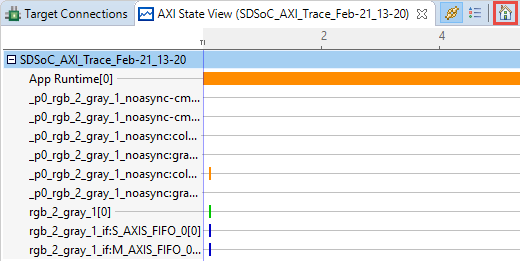 Target Connections
AXI State View (SDSoC_AXI_Trace_Feb-21_13-20)
2
4
SDSoC_AXI_Trace_Feb-21_13-20
App Runtime[0]
_p0_rgb_2_gray_1_noasync-cm...
_p0_rgb_2_gray_1_noasync-cm...
_p0_rgb_2_gray_1_noasync:col...
_p0_rgb_2_gray_1_noasync:gra...
_p0_rgb_2_gray_1_noasync:col...
_p0_rgb_2_gray_1_noasync:gra...
rgb_2_gray_1[0]
rgb_2_gray_1_if:S_AXIS_FIFO_0[0]
rgb_2_gray_1_if:M_AXIS_FIFO_0...